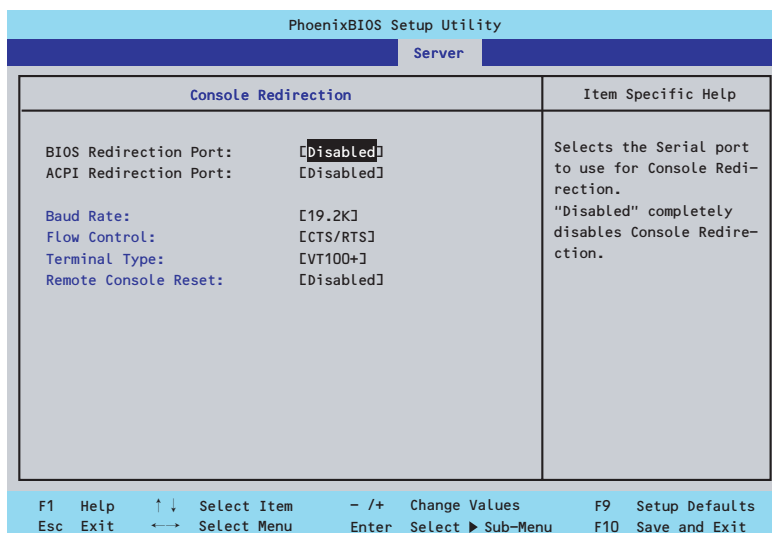 PhoenixBIOS Setup Utility
Server
Console Redirection
Item Specific Help
BIOS Redirection Port: [Disabled]
ACPI Redirection Port: [Disabled]
Baud Rate: [19.2K]
Flow Control: [CTS/RTS]
Terminal Type: [VT100+]
Remote Console Reset: [Disabled]
Selects the Serial port
to use for Console Redi-
rection.
"Disabled" completely
disables Console Redire-
ction.
F1 Help ↑↓ Select Item - /+ Change Values F9 Setup Defaults
Esc Exit ←→ Select Menu Enter Select ▶ Sub-Menu F10 Save and Exit